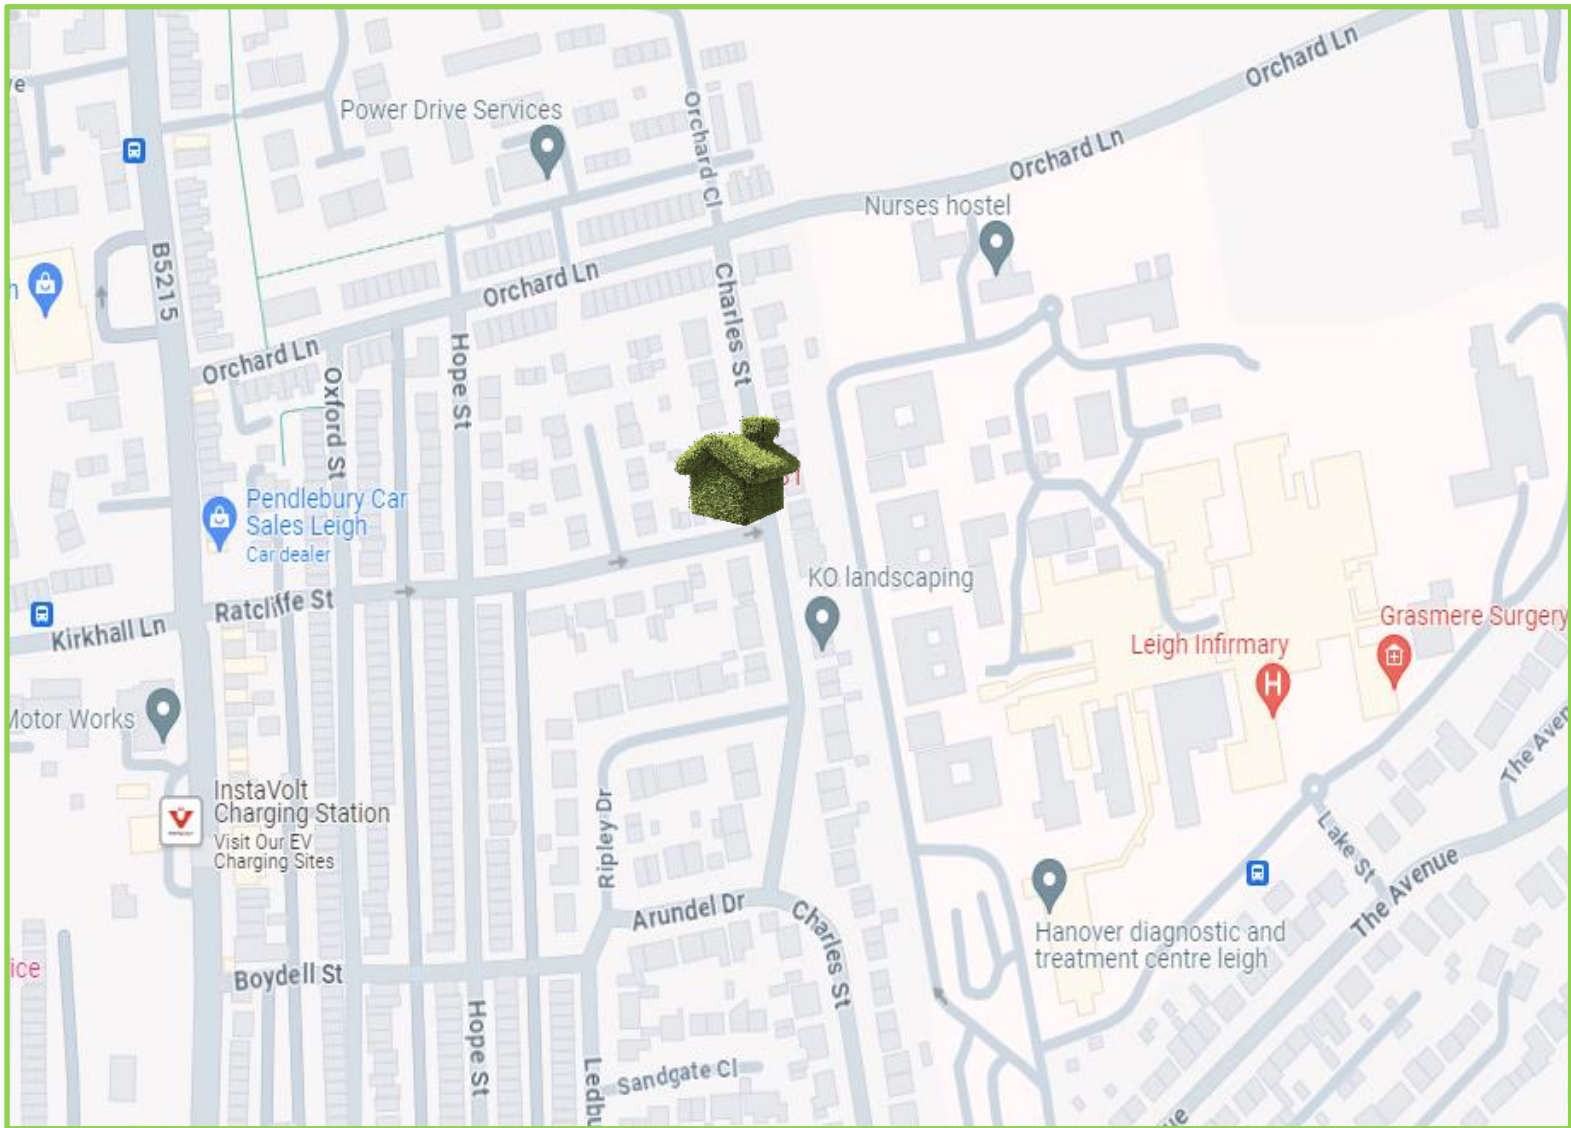 Orchard Ln
Power Drive Services
Orchard Cl
Orchard Ln
Nurses hostel
B5215
Orchard Ln
Charles St
Orchard Ln
Hope St
Oxford St
Pendlebury Car
Sales Leigh
Car dealer
KO landscaping
Ratcliffe St
Kirkhall Ln
Grasmere Surgery
Leigh Infirmary
H
Motor Works
InstaVolt
Charging Station
Visit Our EV
Charging Sites
Ripley Dr
Lake St
The Avenue
Arundel Dr
Charles St
Hanover diagnostic and
treatment centre leigh
Boydell St
Hope St
Sandgate Cl